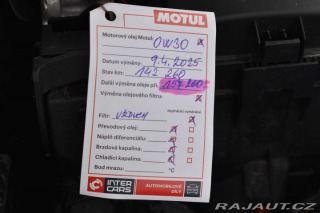 MOTUL
Motorový olej Motul: 0W30
Datum výměny: 9.4.2025
Stav km: 142 260
Další výměna oleje při: 157 260
Výměna olejového filtru:
Filtr: VZDUCH
Převodový olej:
Náplň diferenciálu:
Brzdová kapalina:
Chladící kapalina:
Bod mrazu: °C
INTER CARS
AUTOMOBILOVÉ DÍLY
RAJAUT.CZ